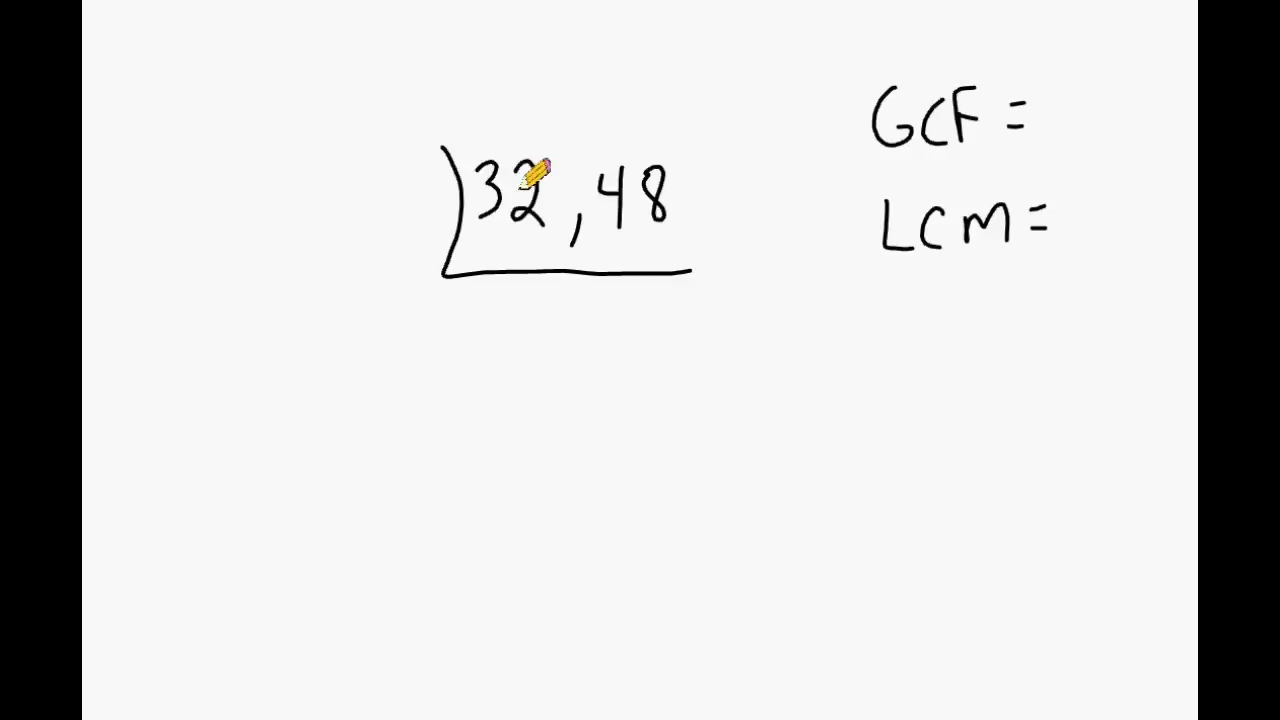 GCF =
32, 48
LCM =